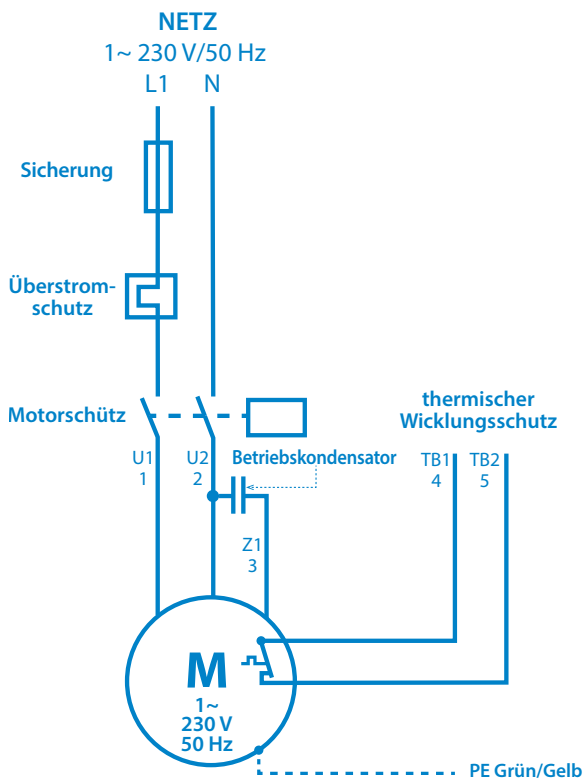 NETZ
1~ 230 V/50 Hz
L1 N
Sicherung
Überstrom-
schutz
Motorschütz
thermischer
Wicklungsschutz
U1 U2 Betriebskondensator TB1 TB2
1 2 4 5
Z1
3
M
1~
230 V
50 Hz
PE Grün/Gelb